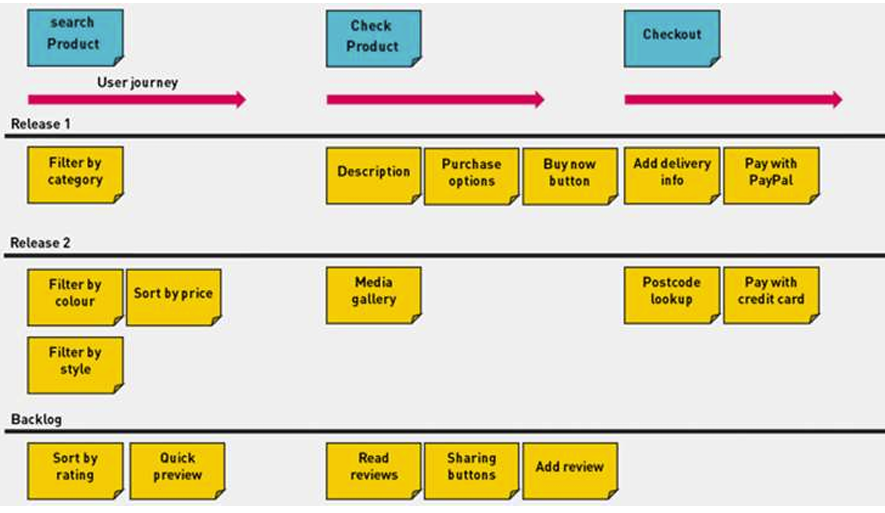 search
Product
Check
Product
Checkout
User journey
Release 1
Filter by
category
Description
Purchase
options
Buy now
button
Add delivery
info
Pay with
PayPal
Release 2
Filter by
colour
Sort by price
Media
gallery
Postcode
lookup
Pay with
credit card
Filter by
style
Backlog
Sort by
rating
Quick
preview
Read
reviews
Sharing
buttons
Add review